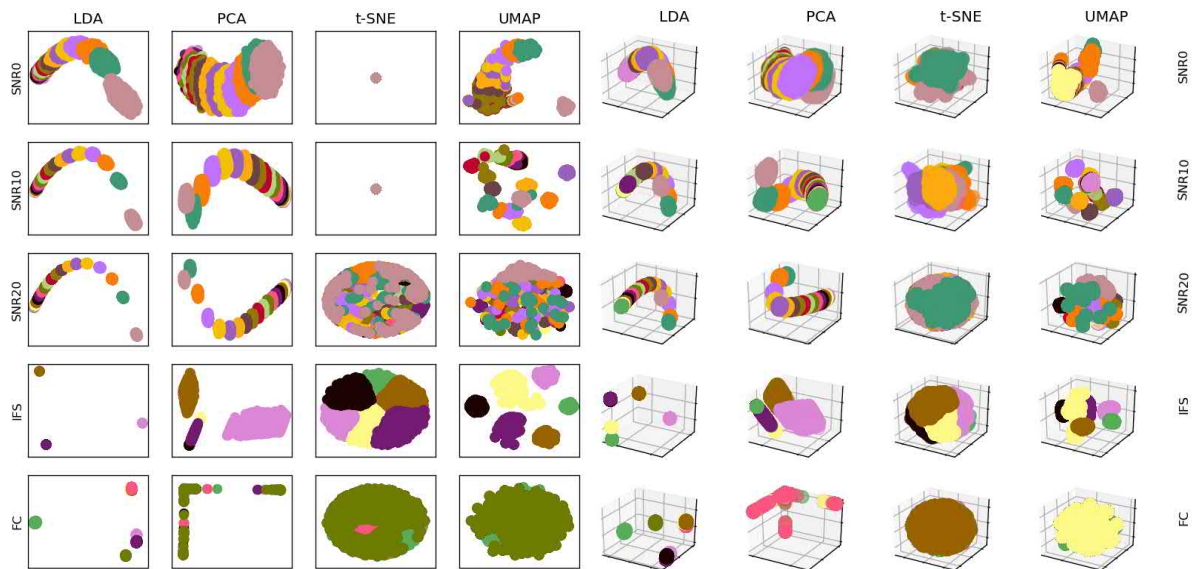 LDA PCA t-SNE UMAP LDA PCA t-SNE UMAP
SNR0 SNR0
SNR10 SNR10
SNR20 SNR20
IFS IFS
FC FC